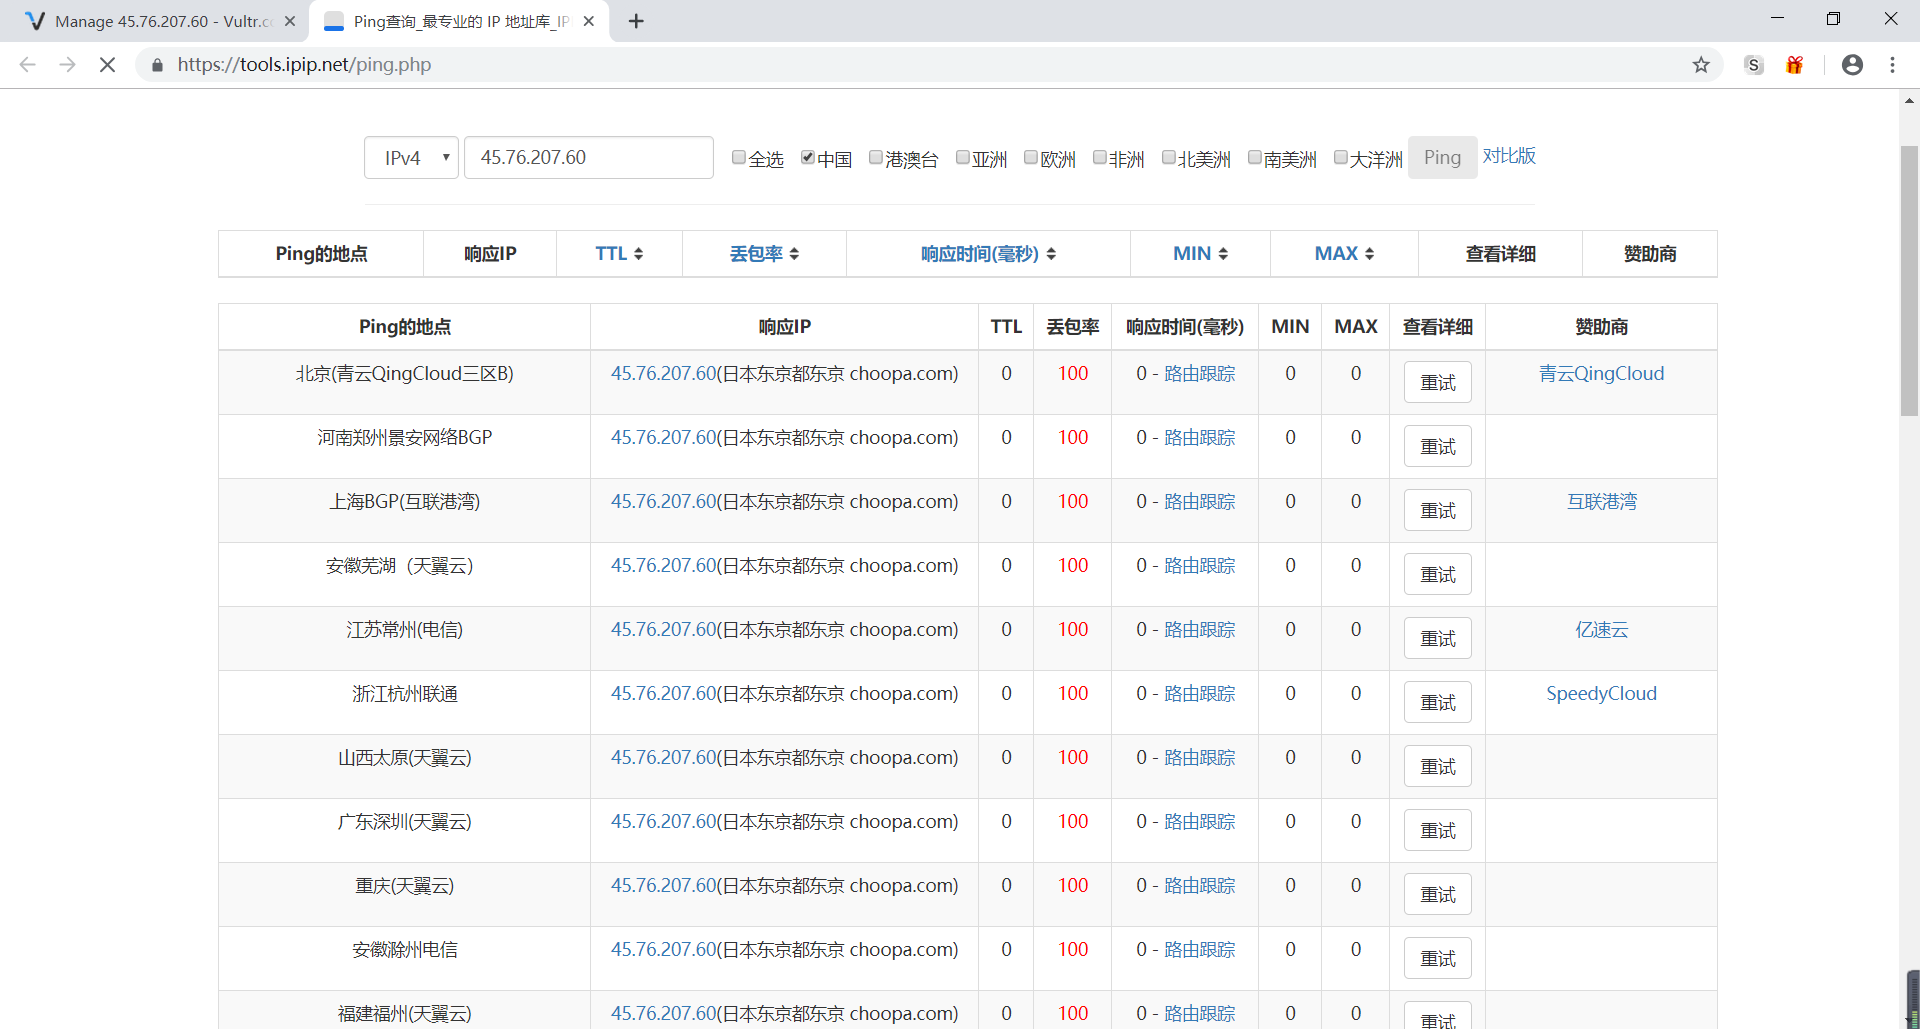 Manage 45.76.207.60 - Vultr.co
Ping查询_最专业的 IP 地址库_IP
https://tools.ipip.net/ping.php
IPv4 45.76.207.60 全选 中国 港澳台 亚洲 欧洲 非洲 北美洲 南美洲 大洋洲 Ping 对比版
Ping的地点 响应IP TTL 丢包率 响应时间(毫秒) MIN MAX 查看详细 赞助商
Ping的地点 响应IP TTL 丢包率 响应时间(毫秒) MIN MAX 查看详细 赞助商
北京(青云QingCloud三区B) 45.76.207.60(日本东京都东京 choopa.com) 0 100 0 - 路由跟踪 0 0 重试 青云QingCloud
河南郑州景安网络BGP 45.76.207.60(日本东京都东京 choopa.com) 0 100 0 - 路由跟踪 0 0 重试
上海BGP(互联港湾) 45.76.207.60(日本东京都东京 choopa.com) 0 100 0 - 路由跟踪 0 0 重试 互联港湾
安徽芜湖（天翼云） 45.76.207.60(日本东京都东京 choopa.com) 0 100 0 - 路由跟踪 0 0 重试
江苏常州(电信) 45.76.207.60(日本东京都东京 choopa.com) 0 100 0 - 路由跟踪 0 0 重试 亿速云
浙江杭州联通 45.76.207.60(日本东京都东京 choopa.com) 0 100 0 - 路由跟踪 0 0 重试 SpeedyCloud
山西太原(天翼云) 45.76.207.60(日本东京都东京 choopa.com) 0 100 0 - 路由跟踪 0 0 重试
广东深圳(天翼云) 45.76.207.60(日本东京都东京 choopa.com) 0 100 0 - 路由跟踪 0 0 重试
重庆(天翼云) 45.76.207.60(日本东京都东京 choopa.com) 0 100 0 - 路由跟踪 0 0 重试
安徽滁州电信 45.76.207.60(日本东京都东京 choopa.com) 0 100 0 - 路由跟踪 0 0 重试
福建福州(天翼云) 45.76.207.60(日本东京都东京 choopa.com) 0 100 0 - 路由跟踪 0 0 重试